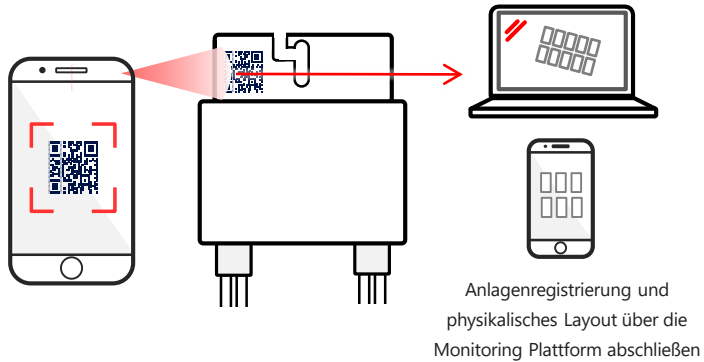 Anlagenregistrierung und
physikalisches Layout über die
Monitoring Plattform abschließen